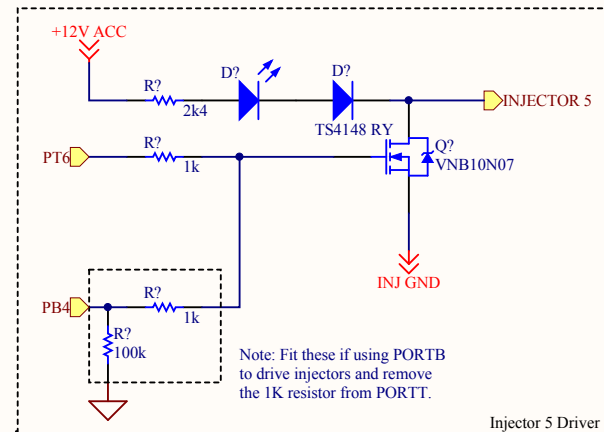 +12V ACC
R?
2k4
D?
D?
TS4148 RY
INJECTOR 5
PT6
R?
1k
Q?
VNB10N07
INJ GND
PB4
R?
1k
R?
100k
Note: Fit these if using PORTB
to drive injectors and remove
the 1K resistor from PORTT.
Injector 5 Driver